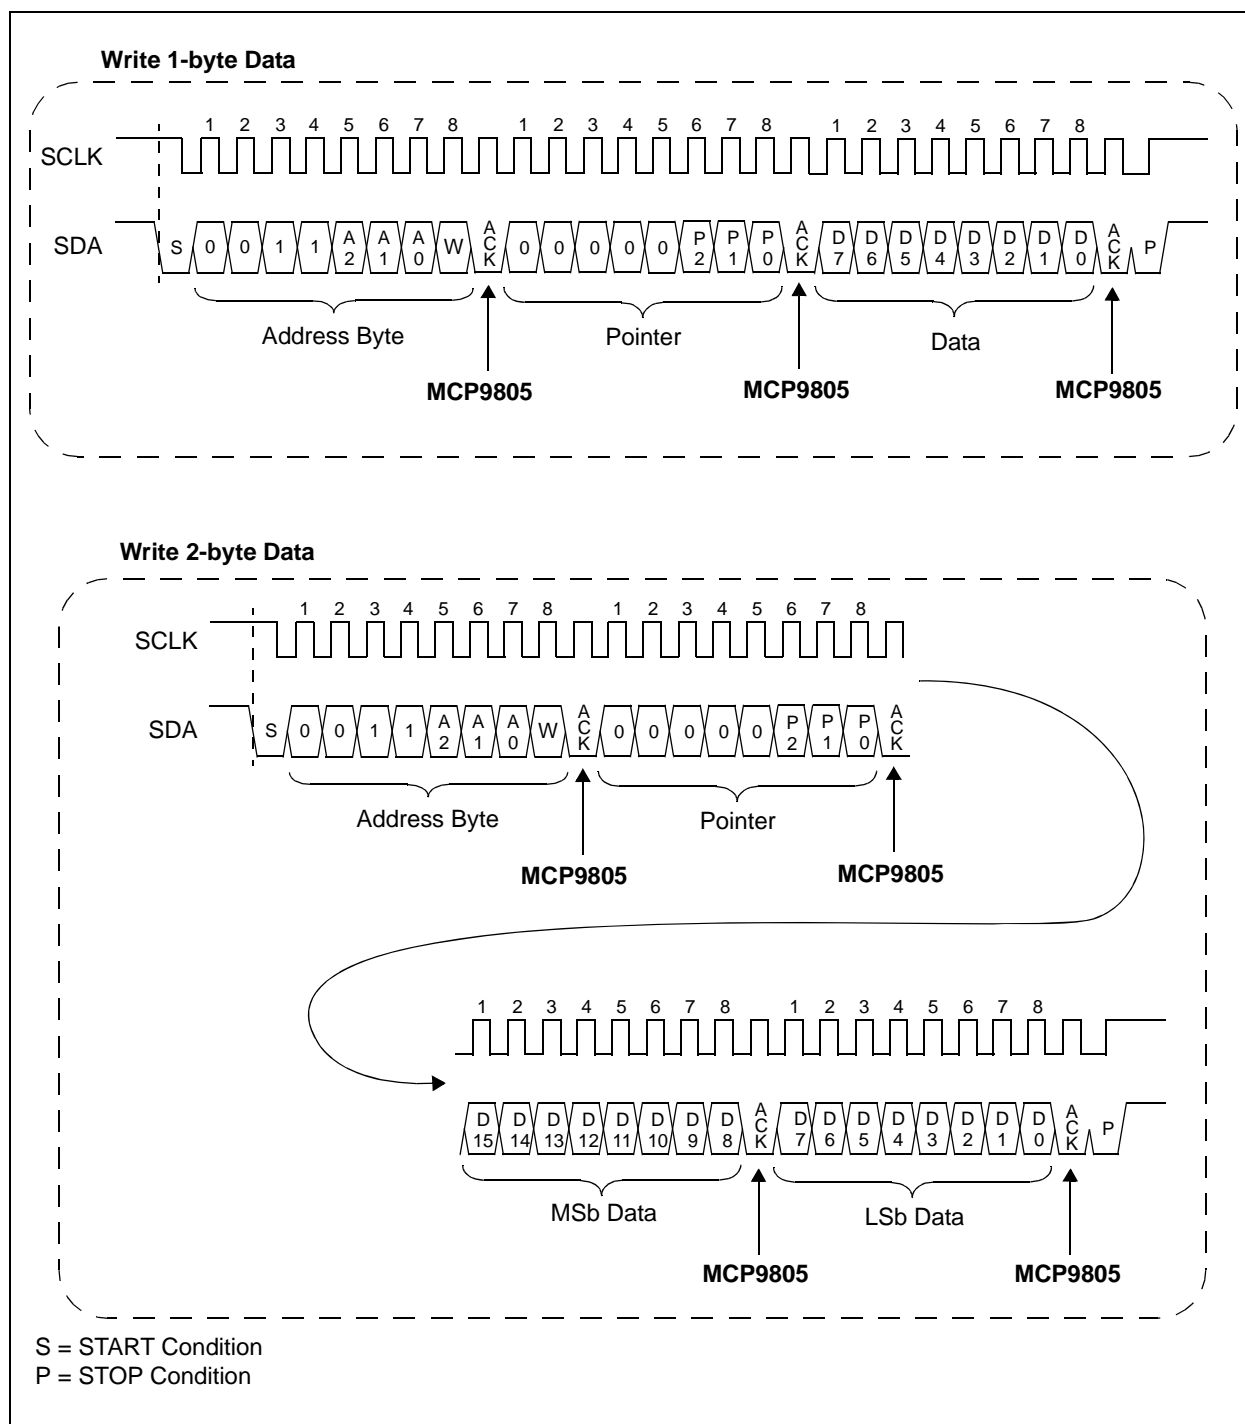 Write 1-byte Data
1 2 3 4 5 6 7 8 1 2 3 4 5 6 7 8 1 2 3 4 5 6 7 8
SCLK
SDA S 0 0 1 1 A2 A1 A0 W ACK 0 0 0 0 0 P2 P1 P0 ACK D7 D6 D5 D4 D3 D2 D1 D0 ACK P
Address Byte Pointer Data
MCP9805 MCP9805 MCP9805
Write 2-byte Data
1 2 3 4 5 6 7 8 1 2 3 4 5 6 7 8
SCLK
SDA S 0 0 1 1 A2 A1 A0 W ACK 0 0 0 0 0 P2 P1 P0 ACK
Address Byte Pointer
MCP9805 MCP9805
1 2 3 4 5 6 7 8 1 2 3 4 5 6 7 8
D15 D14 D13 D12 D11 D10 D9 D8 ACK D7 D6 D5 D4 D3 D2 D1 D0 ACK P
MSb Data LSb Data
MCP9805 MCP9805
S = START Condition
P = STOP Condition